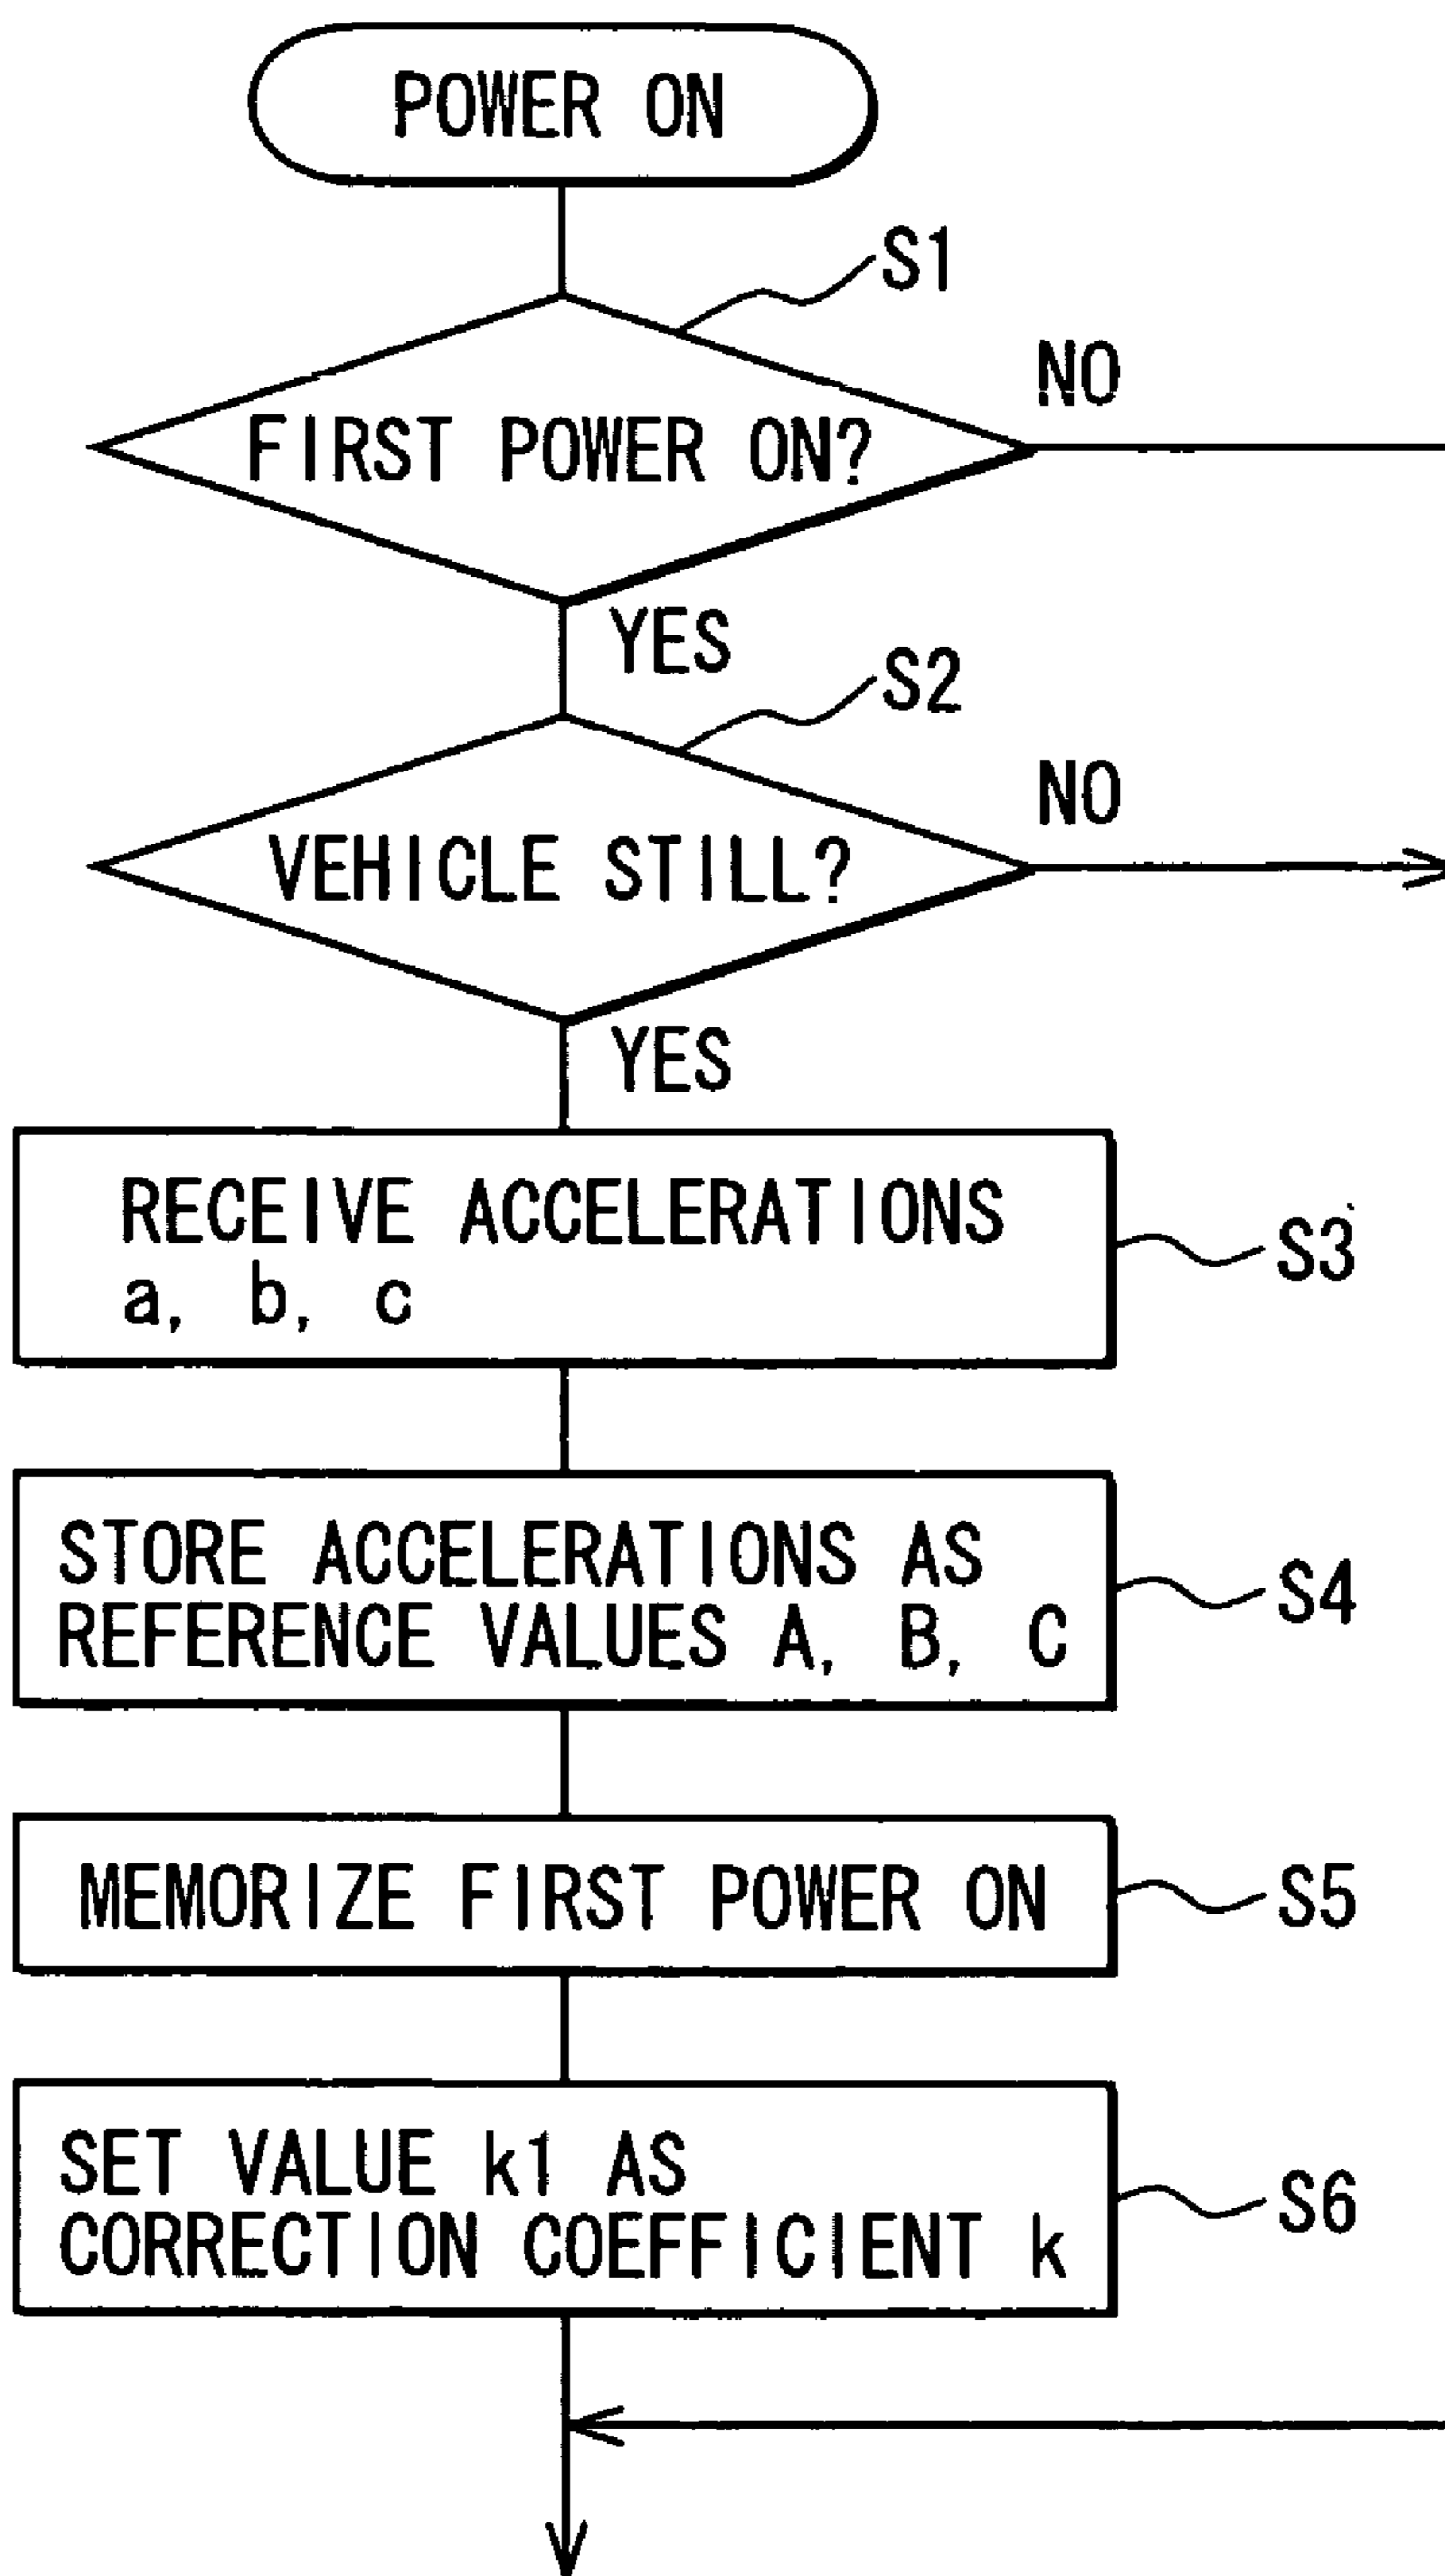 POWER ON
S1
NO
FIRST POWER ON?
YES
S2
NO
VEHICLE STILL?
YES
RECEIVE ACCELERATIONS
a, b, c
S3
STORE ACCELERATIONS AS
REFERENCE VALUES A, B, C
S4
MEMORIZE FIRST POWER ON
S5
SET VALUE k1 AS
CORRECTION COEFFICIENT k
S6